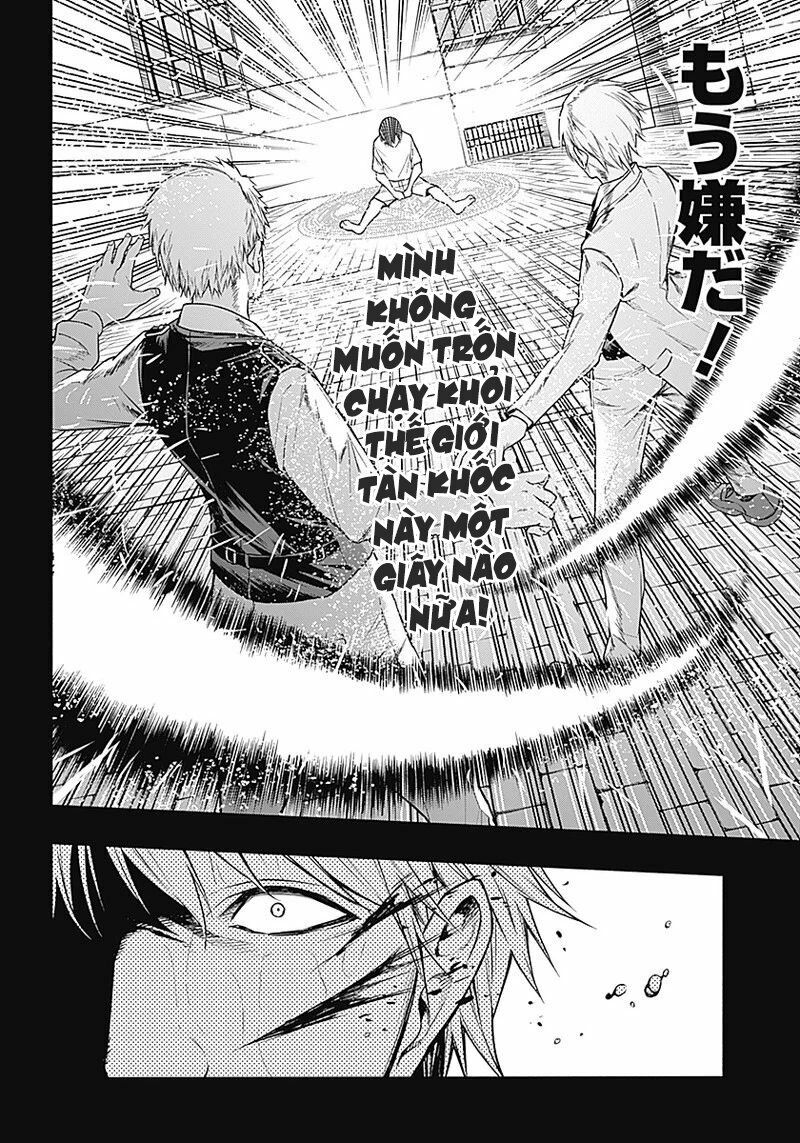 もう嫌だ！
MÌNH
KHÔNG
MUỐN TRỐN
CHẠY KHỎI
THẾ GIỚI
TÀN KHỐC
NÀY MỘT
GIÂY NÀO
NỮA!